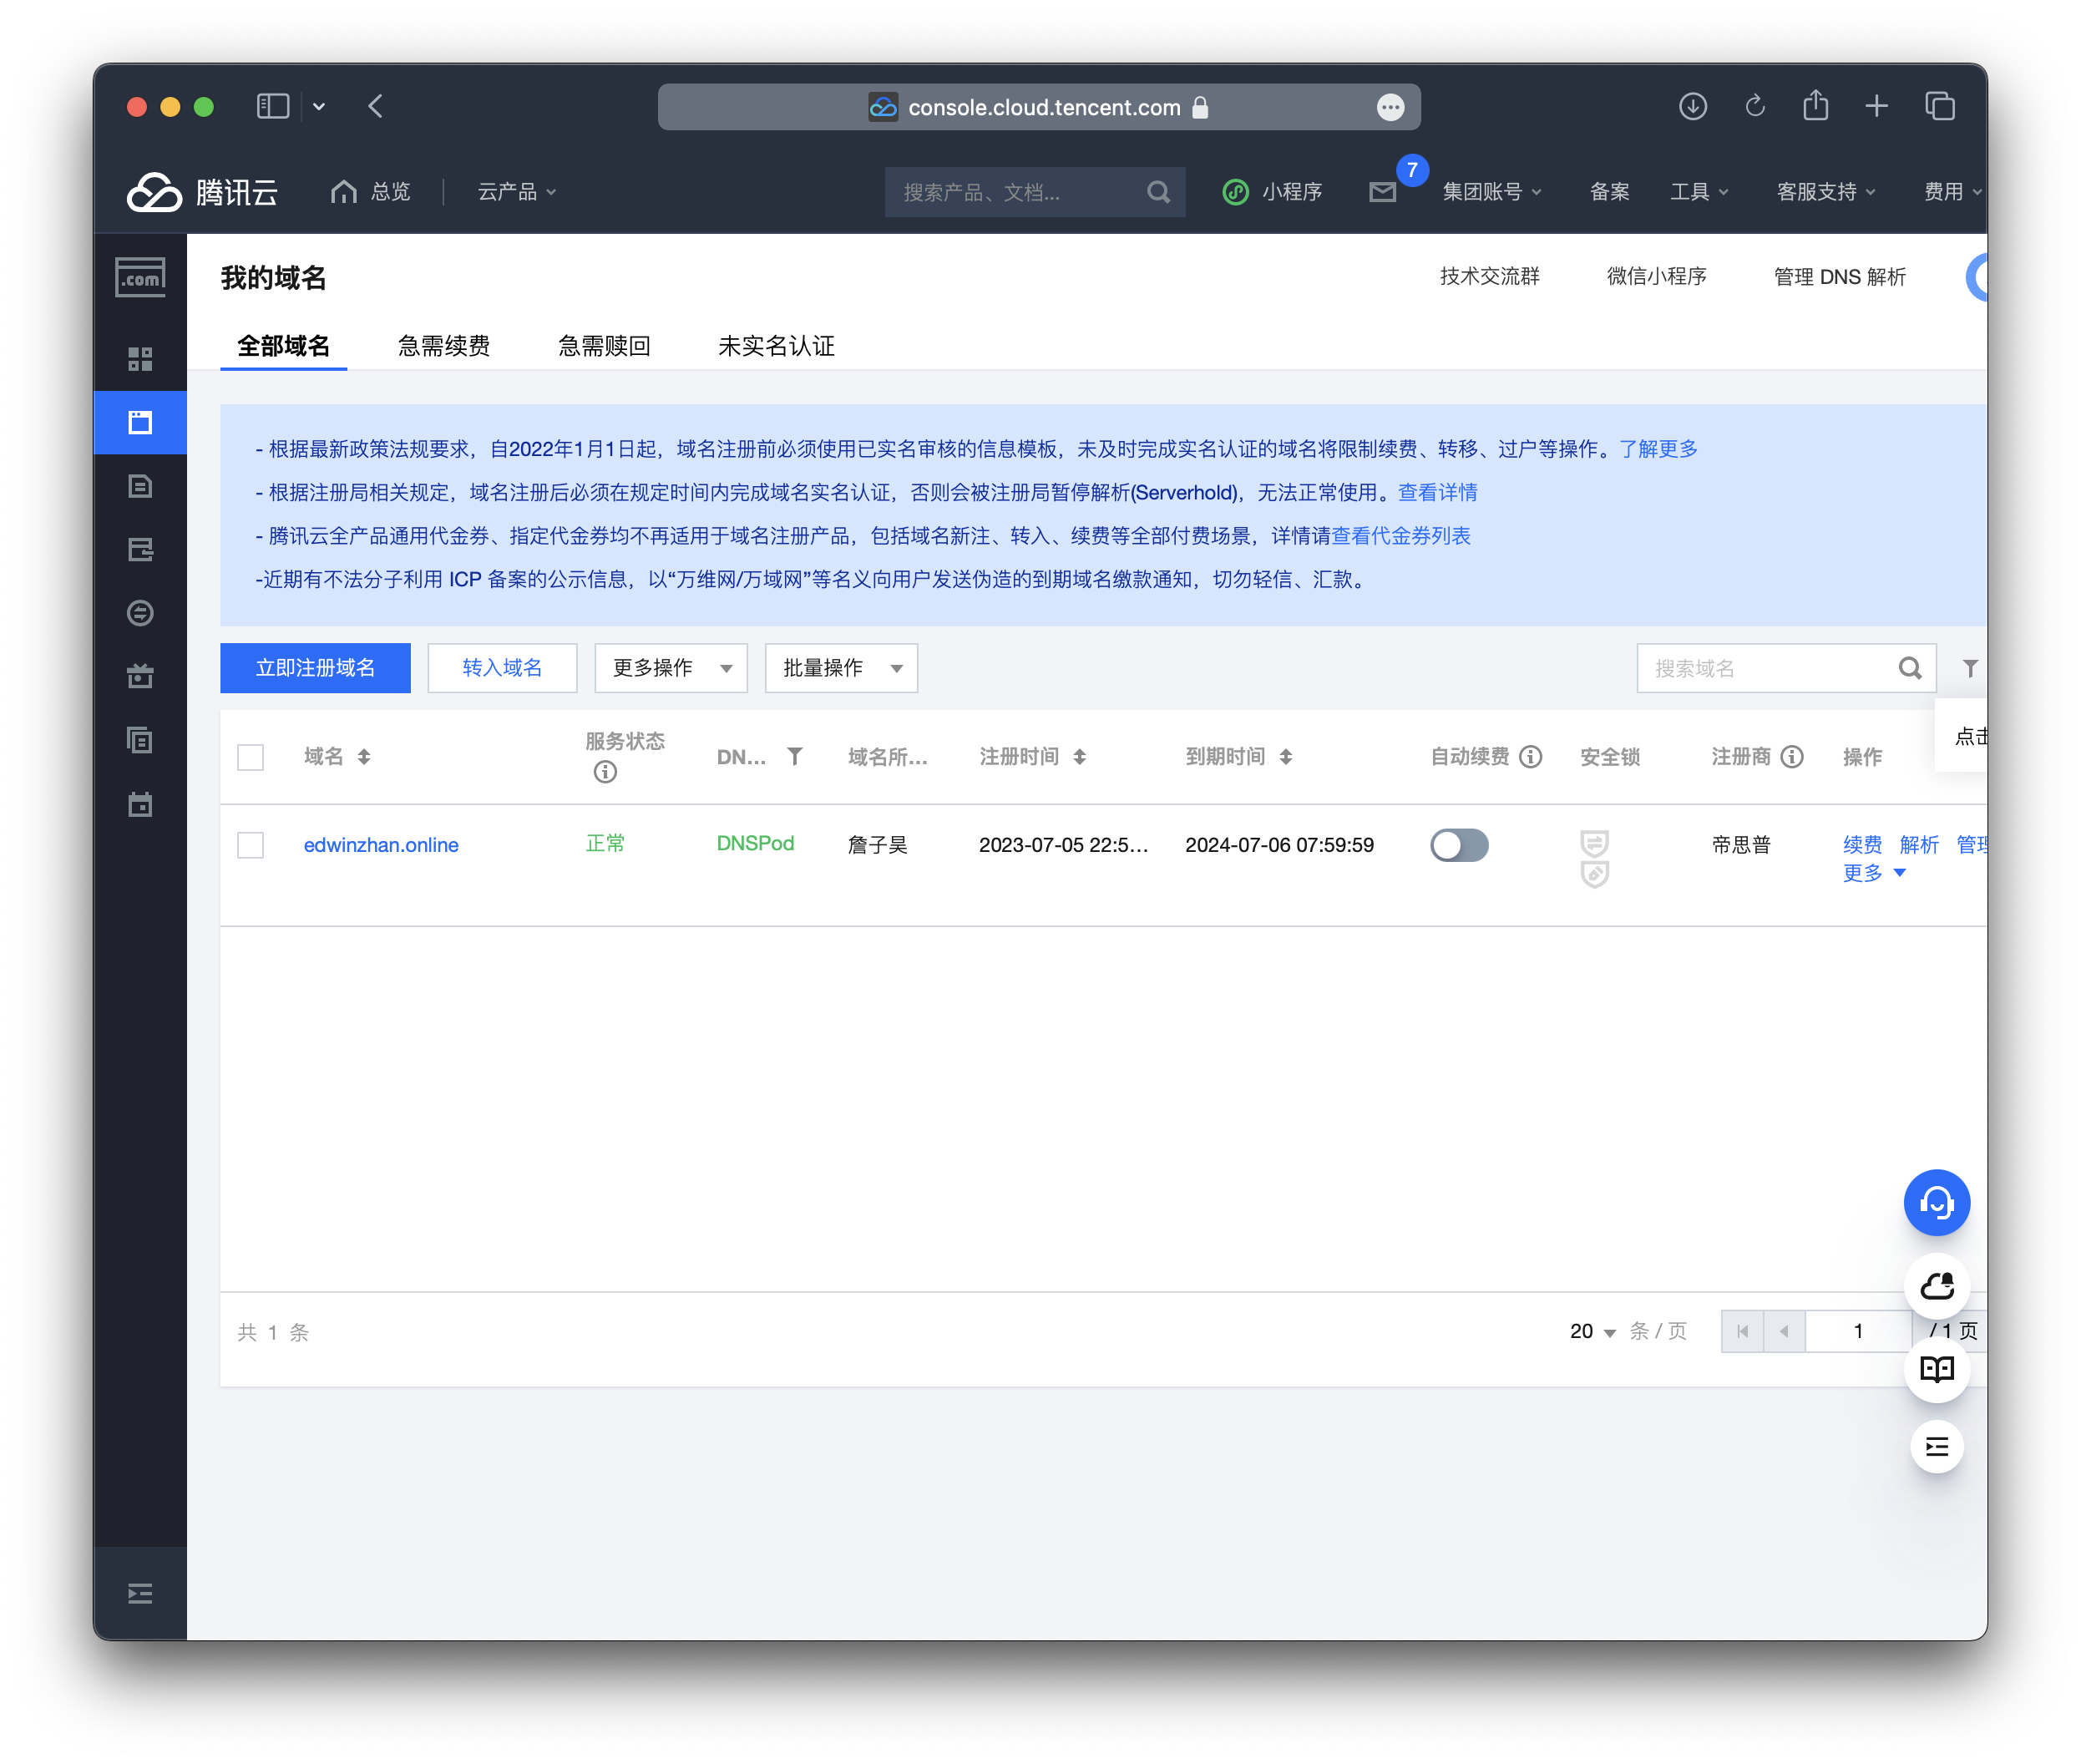 console.cloud.tencent.com
腾讯云 总览 云产品 搜索产品、文档... 小程序 7 集团账号 备案 工具 客服支持 费用
.com
我的域名 技术交流群 微信小程序 管理 DNS 解析
全部域名 急需续费 急需赎回 未实名认证
- 根据最新政策法规要求，自2022年1月1日起，域名注册前必须使用已实名审核的信息模板，未及时完成实名认证的域名将限制续费、转移、过户等操作。了解更多
- 根据注册局相关规定，域名注册后必须在规定时间内完成域名实名认证，否则会被注册局暂停解析(Serverhold)，无法正常使用。查看详情
- 腾讯云全产品通用代金券、指定代金券均不再适用于域名注册产品，包括域名新注、转入、续费等全部付费场景，详情请查看代金券列表
-近期有不法分子利用 ICP 备案的公示信息，以“万维网/万域网”等名义向用户发送伪造的到期域名缴款通知，切勿轻信、汇款。
立即注册域名 转入域名 更多操作 批量操作 搜索域名
点击
域名 服务状态 DN... 域名所... 注册时间 到期时间 自动续费 安全锁 注册商 操作
edwinzhan.online 正常 DNSPod 詹子昊 2023-07-05 22:5... 2024-07-06 07:59:59 帝思普 续费 解析 管理
更多
共 1 条 20 条 / 页 1 / 1 页